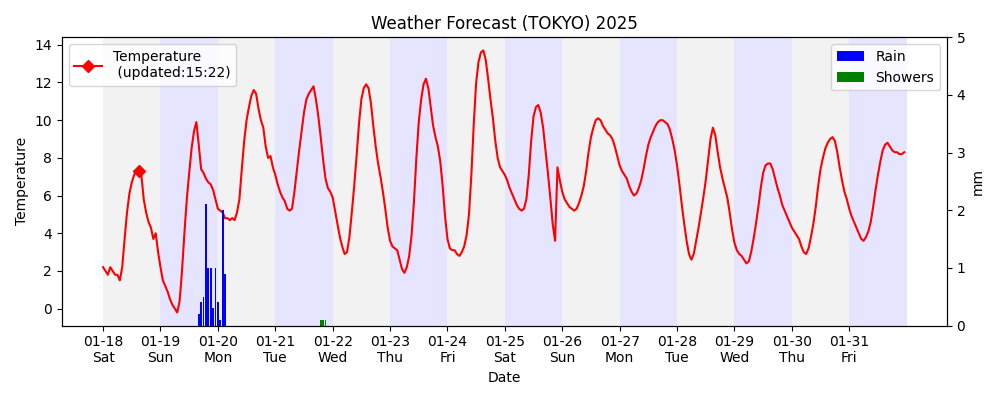 Weather Forecast (TOKYO) 2025
Temperature
(updated:15:22)
Rain
Showers
Temperature
14
12
10
8
6
4
2
0
5
4
3
2
1
0
mm
01-18 01-19 01-20 01-21 01-22 01-23 01-24 01-25 01-26 01-27 01-28 01-29 01-30 01-31
Sat Sun Mon Tue Wed Thu Fri Sat Sun Mon Tue Wed Thu Fri
Date